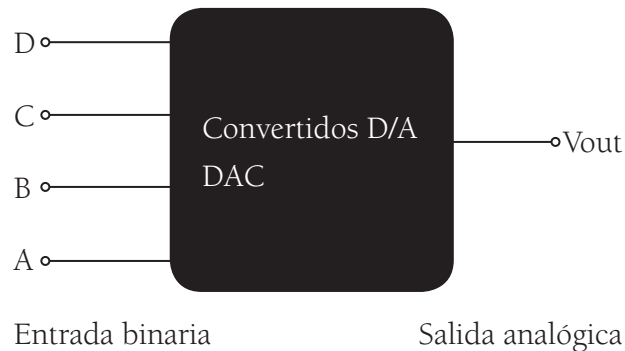 D
C
Convertidos D/A
Vout
DAC
B
A
Entrada binaria
Salida analógica